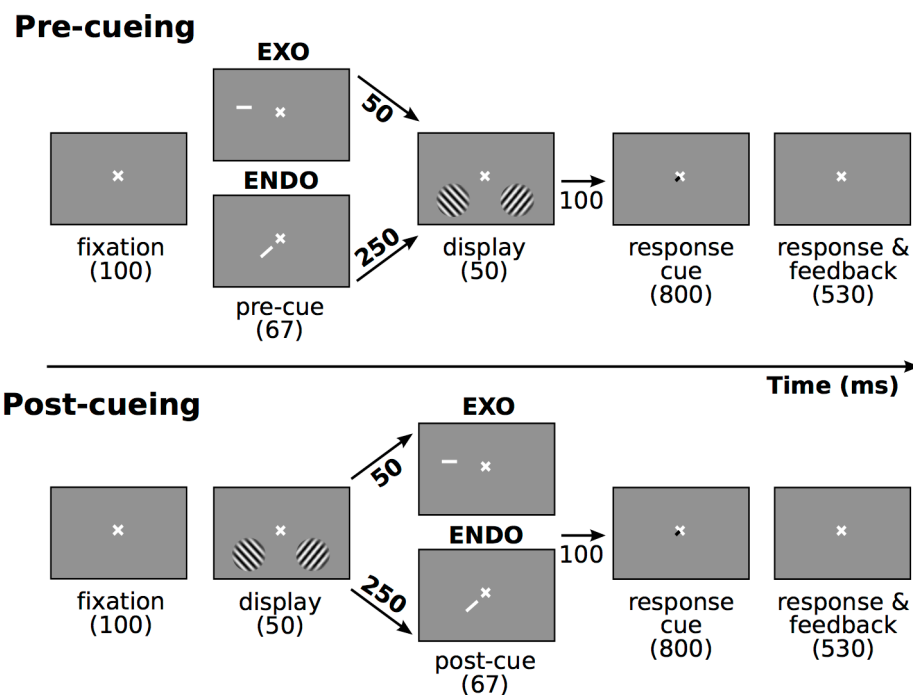 Pre-cueing
EXO
50
ENDO
250
100
fixation
(100)
pre-cue
(67)
display
(50)
response
cue
(800)
response &
feedback
(530)
Time (ms)
Post-cueing
EXO
50
ENDO
250
100
fixation
(100)
display
(50)
post-cue
(67)
response
cue
(800)
response &
feedback
(530)